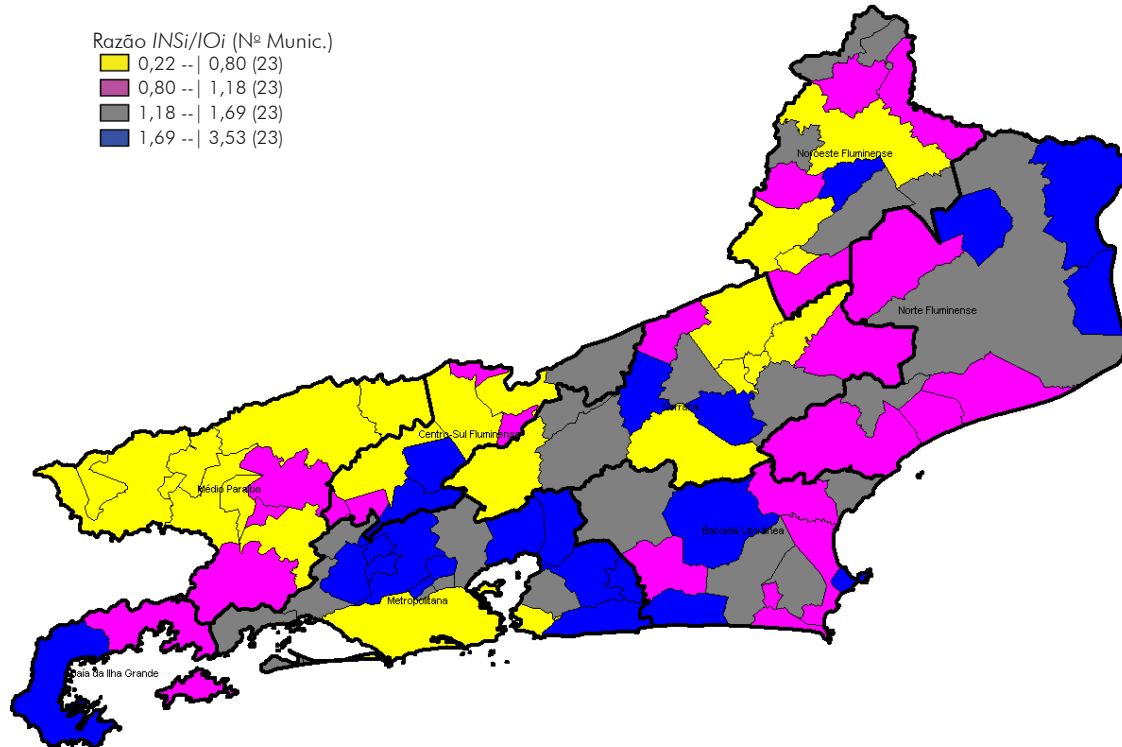 Razão INSi/IOi (Nº Munic.)
0,22 --| 0,80 (23)
0,80 --| 1,18 (23)
1,18 --| 1,69 (23)
1,69 --| 3,53 (23)
Noroeste Fluminense
Norte Fluminense
Serrana
Centro-Sul Fluminense
Médio Paraíba
Baixada Litorânea
Metropolitana
Baía da Ilha Grande